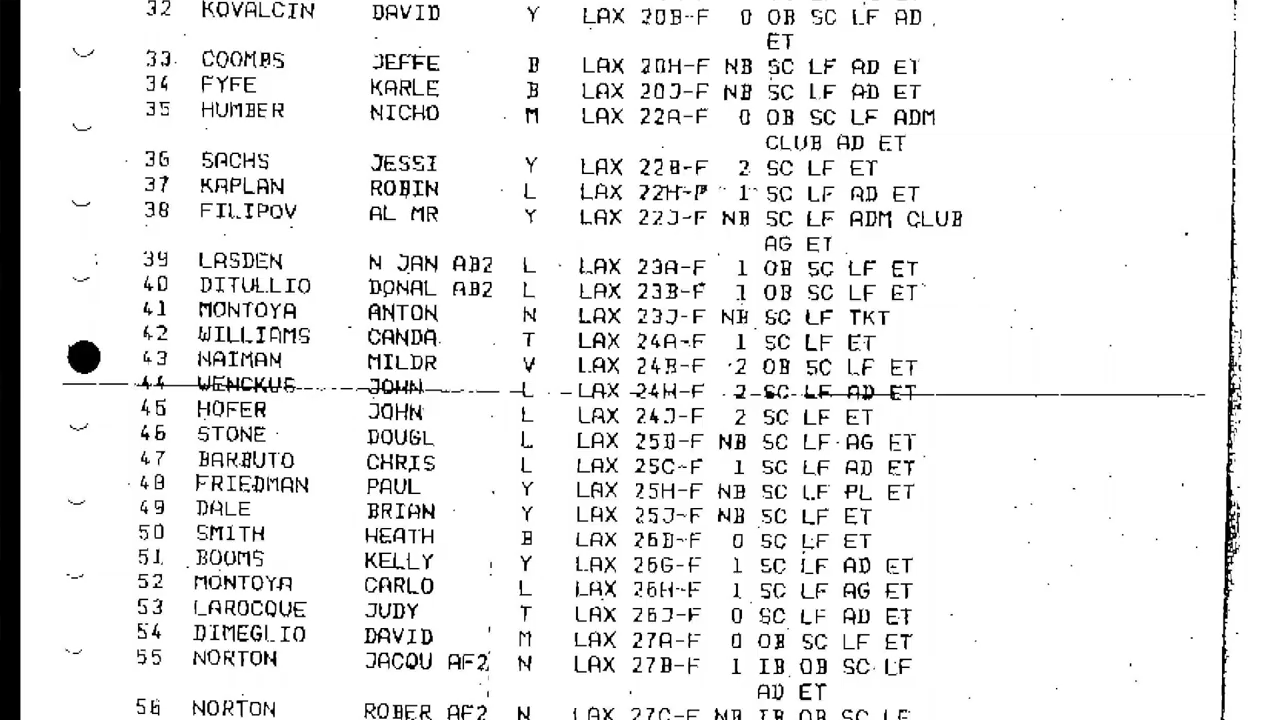 32 KOVALCIN DAVID Y LAX 20B-F 0 OB SC LF AD
ET
33 COOMBS JEFFE B LAX 20H-F NB SC LF AD ET
34 FYFE KARLE B LAX 20J-F NB SC LF AD ET
35 HUMBER NICHO M LAX 22A-F 0 OB SC LF ADM
CLUB AD ET
36 SACHS JESSI Y LAX 22B-F 2 SC LF ET
37 KAPLAN ROBIN L LAX 22H-F 1 SC LF AD ET
38 FILIPOV AL MR Y LAX 22J-F NB SC LF ADM CLUB
AG ET
39 LASDEN N JAN AB2 L LAX 23A-F 1 OB SC LF ET
40 DITULLIO DONAL AB2 L LAX 23B-F 1 OB SC LF ET
41 MONTOYA ANTON N LAX 23J-F NB SC LF TKT
42 WILLIAMS CANDA T LAX 24A-F 1 SC LF ET
43 NAIMAN MILDR V LAX 24B-F 2 OB SC LF ET
44 WENCKUS JOHN L LAX 24H-F 2 SC LF AD ET
45 HOFER JOHN L LAX 24J-F 2 SC LF ET
46 STONE DOUGL L LAX 25B-F NB SC LF AG ET
47 BARBUTO CHRIS L LAX 25C-F 1 SC LF AD ET
48 FRIEDMAN PAUL Y LAX 25H-F NB SC LF PL ET
49 DALE BRIAN Y LAX 25J-F NB SC LF ET
50 SMITH HEATH B LAX 26B-F 0 SC LF ET
51 BOOMS KELLY Y LAX 26G-F 1 SC LF AD ET
52 MONTOYA CARLO L LAX 26H-F 1 SC LF AG ET
53 LAROCQUE JUDY T LAX 26J-F 0 SC LF AD ET
54 DIMEGLIO DAVID M LAX 27A-F 0 OB SC LF ET
55 NORTON JACQU AF2 N LAX 27B-F 1 IB OB SC LF
AD ET
56 NORTON ROBER AF2 N LAX 27C-F NB IB OB SC LF